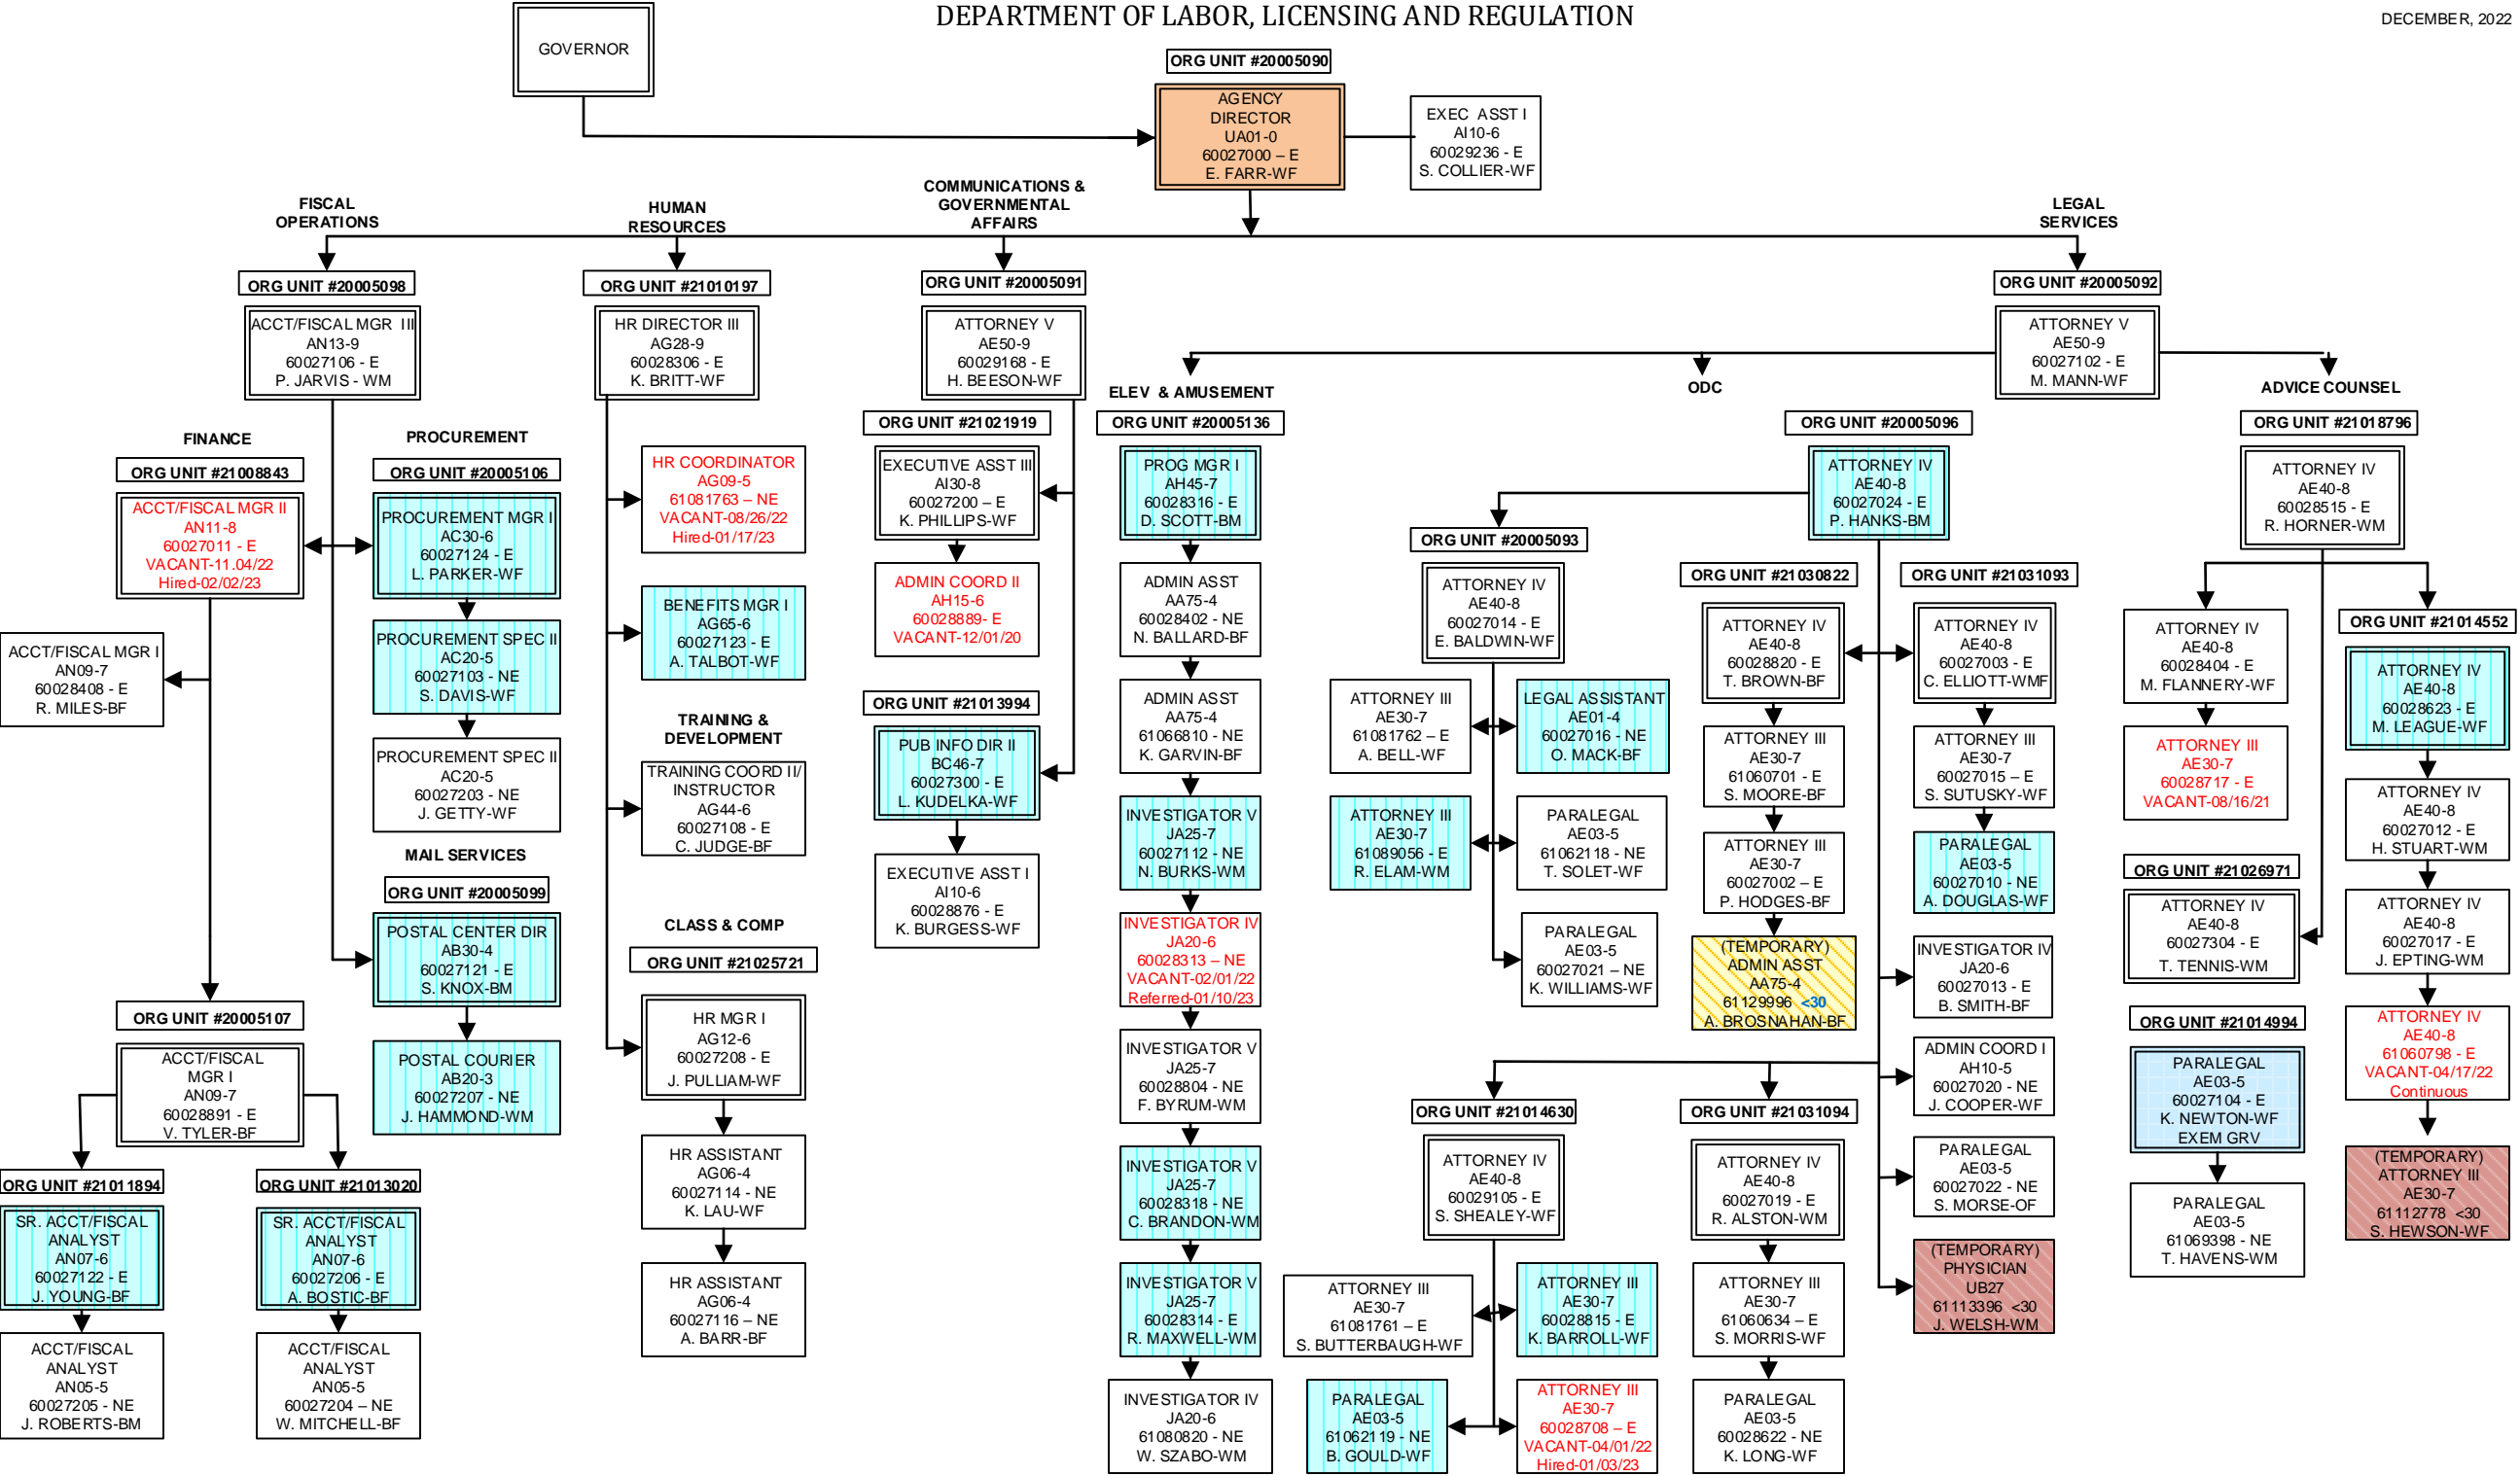 DEPARTMENT OF LABOR, LICENSING AND REGULATION
DECEMBER, 2022
GOVERNOR
ORG UNIT #20005090
AGENCY
DIRECTOR
UA01-0
60027000 – E
E. FARR-WF
EXEC ASST I
AI10-6
60029236 - E
S. COLLIER-WF
FISCAL
OPERATIONS
ORG UNIT #20005098
ACCT/FISCAL MGR III
AN13-9
60027106 - E
P. JARVIS - WM
FINANCE
ORG UNIT #21008843
ACCT/FISCAL MGR II
AN11-8
60027011 - E
VACANT-11.04/22
Hired-02/02/23
ACCT/FISCAL MGR I
AN09-7
60028408 - E
R. MILES-BF
ORG UNIT #20005107
ACCT/FISCAL
MGR I
AN09-7
60028891 - E
V. TYLER-BF
ORG UNIT #21011894
SR. ACCT/FISCAL
ANALYST
AN07-6
60027122 - E
J. YOUNG-BF
ACCT/FISCAL
ANALYST
AN05-5
60027205 - NE
J. ROBERTS-BM
ORG UNIT #21013020
SR. ACCT/FISCAL
ANALYST
AN07-6
60027206 - E
A. BOSTIC-BF
ACCT/FISCAL
ANALYST
AN05-5
60027204 – NE
W. MITCHELL-BF
PROCUREMENT
ORG UNIT #20005106
PROCUREMENT MGR I
AC30-6
60027124 - E
L. PARKER-WF
PROCUREMENT SPEC II
AC20-5
60027103 - NE
S. DAVIS-WF
PROCUREMENT SPEC II
AC20-5
60027203 - NE
J. GETTY-WF
MAIL SERVICES
ORG UNIT #20005099
POSTAL CENTER DIR
AB30-4
60027121 - E
S. KNOX-BM
POSTAL COURIER
AB20-3
60027207 - NE
J. HAMMOND-WM
HUMAN
RESOURCES
ORG UNIT #21010197
HR DIRECTOR III
AG28-9
60028306 - E
K. BRITT-WF
HR COORDINATOR
AG09-5
61081763 – NE
VACANT-08/26/22
Hired-01/17/23
BENEFITS MGR I
AG65-6
60027123 - E
A. TALBOT-WF
TRAINING &
DEVELOPMENT
TRAINING COORD II/
INSTRUCTOR
AG44-6
60027108 - E
C. JUDGE-BF
CLASS & COMP
ORG UNIT #21025721
HR MGR I
AG12-6
60027208 - E
J. PULLIAM-WF
HR ASSISTANT
AG06-4
60027114 - NE
K. LAU-WF
HR ASSISTANT
AG06-4
60027116 – NE
A. BARR-BF
COMMUNICATIONS &
GOVERNMENTAL
AFFAIRS
ORG UNIT #20005091
ATTORNEY V
AE50-9
60029168 - E
H. BEESON-WF
ORG UNIT #21021919
EXECUTIVE ASST III
AI30-8
60027200 – E
K. PHILLIPS-WF
ADMIN COORD II
AH15-6
60028889- E
VACANT-12/01/20
ORG UNIT #21013994
PUB INFO DIR II
BC46-7
60027300 - E
L. KUDELKA-WF
EXECUTIVE ASST I
AI10-6
60028876 - E
K. BURGESS-WF
LEGAL
SERVICES
ORG UNIT #20005092
ATTORNEY V
AE50-9
60027102 - E
M. MANN-WF
ELEV & AMUSEMENT
ORG UNIT #20005136
PROG MGR I
AH45-7
60028316 - E
D. SCOTT-BM
ADMIN ASST
AA75-4
60028402 - NE
N. BALLARD-BF
ADMIN ASST
AA75-4
61066810 - NE
K. GARVIN-BF
INVESTIGATOR V
JA25-7
60027112 - NE
N. BURKS-WM
INVESTIGATOR IV
JA20-6
60028313 – NE
VACANT-02/01/22
Referred-01/10/23
INVESTIGATOR V
JA25-7
60028804 - NE
F. BYRUM-WM
INVESTIGATOR V
JA25-7
60028318 - NE
C. BRANDON-WM
INVESTIGATOR V
JA25-7
60028314 - E
R. MAXWELL-WM
INVESTIGATOR IV
JA20-6
61080820 - NE
W. SZABO-WM
ODC
ORG UNIT #20005096
ATTORNEY IV
AE40-8
60027024 - E
P. HANKS-BM
ORG UNIT #20005093
ATTORNEY IV
AE40-8
60027014 - E
E. BALDWIN-WF
ATTORNEY III
AE30-7
61081762 – E
A. BELL-WF
LEGAL ASSISTANT
AE01-4
60027016 - NE
O. MACK-BF
ATTORNEY III
AE30-7
61089056 - E
R. ELAM-WM
PARALEGAL
AE03-5
61062118 - NE
T. SOLET-WF
PARALEGAL
AE03-5
60027021 – NE
K. WILLIAMS-WF
ORG UNIT #21030822
ATTORNEY IV
AE40-8
60028820 - E
T. BROWN-BF
ATTORNEY III
AE30-7
61060701 - E
S. MOORE-BF
ATTORNEY III
AE30-7
60027002 – E
P. HODGES-BF
(TEMPORARY)
ADMIN ASST
AA75-4
61129996 <30
A. BROSNAHAN-BF
ORG UNIT #21031093
ATTORNEY IV
AE40-8
60027003 - E
C. ELLIOTT-WMF
ATTORNEY III
AE30-7
60027015 – E
S. SUTUSKY-WF
PARALEGAL
AE03-5
60027010 - NE
A. DOUGLAS-WF
INVESTIGATOR IV
JA20-6
60027013 - E
B. SMITH-BF
ADMIN COORD I
AH10-5
60027020 - NE
J. COOPER-WF
PARALEGAL
AE03-5
60027022 - NE
S. MORSE-OF
(TEMPORARY)
PHYSICIAN
UB27
61113396 <30
J. WELSH-WM
ORG UNIT #21014630
ATTORNEY IV
AE40-8
60029105 - E
S. SHEALEY-WF
ATTORNEY III
AE30-7
61081761 – E
S. BUTTERBAUGH-WF
ATTORNEY III
AE30-7
60028815 - E
K. BARROLL-WF
PARALEGAL
AE03-5
61062119 - NE
B. GOULD-WF
ATTORNEY III
AE30-7
60028708 – E
VACANT-04/01/22
Hired-01/03/23
ORG UNIT #21031094
ATTORNEY IV
AE40-8
60027019 - E
R. ALSTON-WM
ATTORNEY III
AE30-7
61060634 – E
S. MORRIS-WF
PARALEGAL
AE03-5
60028622 - NE
K. LONG-WF
ADVICE COUNSEL
ORG UNIT #21018796
ATTORNEY IV
AE40-8
60028515 - E
R. HORNER-WM
ATTORNEY IV
AE40-8
60028404 - E
M. FLANNERY-WF
ATTORNEY III
AE30-7
60028717 - E
VACANT-08/16/21
ORG UNIT #21026971
ATTORNEY IV
AE40-8
60027304 – E
T. TENNIS-WM
ORG UNIT #21014994
PARALEGAL
AE03-5
60027104 - E
K. NEWTON-WF
EXEM GRV
PARALEGAL
AE03-5
61069398 - NE
T. HAVENS-WM
ORG UNIT #21014552
ATTORNEY IV
AE40-8
60028623 – E
M. LEAGUE-WF
ATTORNEY IV
AE40-8
60027012 - E
H. STUART-WM
ATTORNEY IV
AE40-8
60027017 - E
J. EPTING-WM
ATTORNEY IV
AE40-8
61060798 - E
VACANT-04/17/22
Continuous
(TEMPORARY)
ATTORNEY III
AE30-7
61112778 <30
S. HEWSON-WF